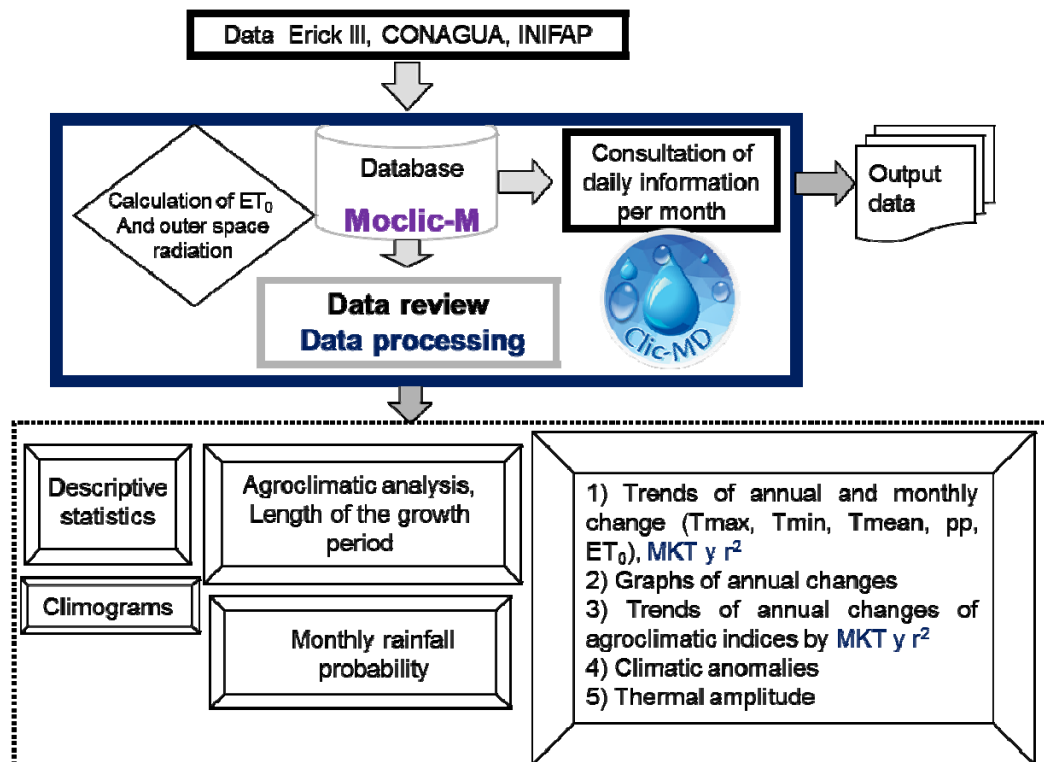 Data Erick III, CONAGUA, INIFAP
Calculation of ET₀
And outer space
radiation
Database
Moclic-M
Consultation of
daily information
per month
Output
data
Data review
Data processing
Clic-MD
Descriptive
statistics
Agroclimatic analysis,
Length of the growth
period
Climograms
Monthly rainfall
probability
1) Trends of annual and monthly
change (Tmax, Tmin, Tmean, pp,
ET₀), MKT y r²
2) Graphs of annual changes
3) Trends of annual changes of
agroclimatic indices by MKT y r²
4) Climatic anomalies
5) Thermal amplitude